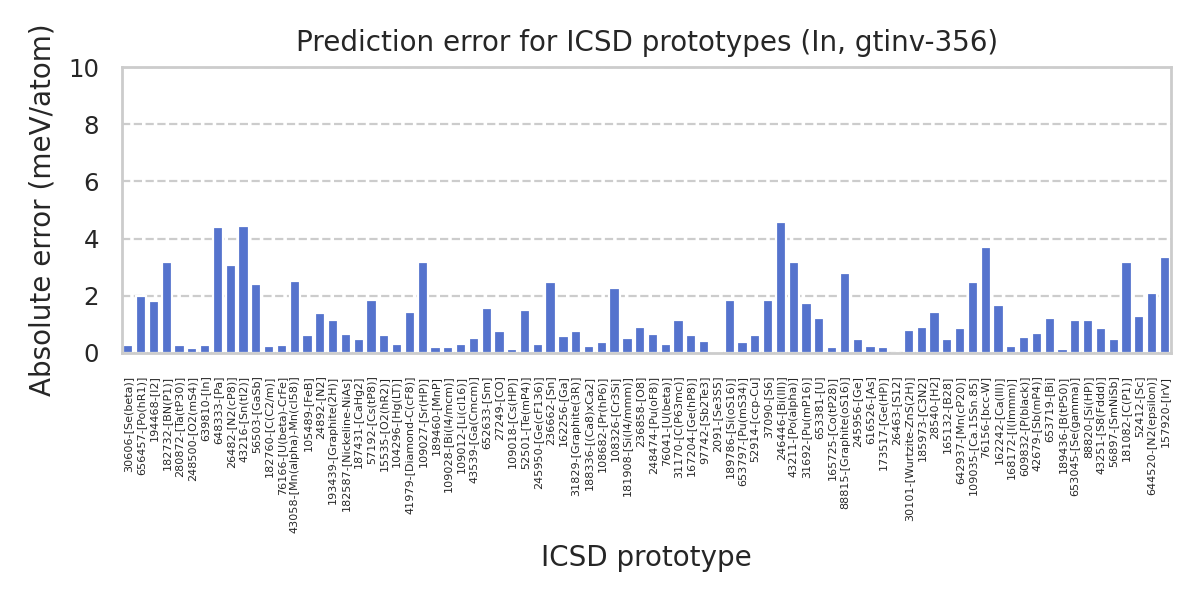 Prediction error for ICSD prototypes (In, gtinv-356)
Absolute error (meV/atom)
10
8
6
4
2
0
306006-[Se(beta)]
656457-[Po(hR1)]
194468-[I2]
182732-[BN(P1)]
280872-[Ta(tP30)]
248500-[O2(mS4)]
639810-[In]
648333-[Pa]
26482-[N2(cP8)]
43216-[Sn(tI2)]
56503-[GaSb]
182760-[C(C2/m)]
76166-[U(beta)-CrFe]
43058-[Mn(alpha)-Mn(cI58)]
105489-[FeB]
24892-[N2]
193439-[Graphite(2H)]
182587-[Nickeline-NiAs]
187431-[CaHg2]
57192-[Cs(tP8)]
15535-[O2(hR2)]
104296-[Hg(LT)]
41979-[Diamond-C(cF8)]
109027-[Sr(HP)]
189460-[MnP]
109028-[Bi(I4/mcm)]
109012-[Li(cI16)]
43539-[Ga(Cmcm)]
652633-[Sm]
27249-[CO]
109018-[Cs(HP)]
52501-[Te(mP4)]
245950-[Ge(cF136)]
236662-[Sn]
162256-[Ga]
31829-[Graphite(3R)]
188336-[(Ca8)xCa2]
108682-[Pr(hP6)]
108326-[Cr3Si]
181908-[Si(I4/mmm)]
236858-[O8]
248474-[Pu(oF8)]
76041-[U(beta)]
31170-[C(P63mc)]
167204-[Ge(hP8)]
97742-[Sb2Te3]
2091-[Se3S5]
189786-[Si(oS16)]
653797-[Pu(mS34)]
52914-[ccp-Cu]
37090-[S6]
246446-[Bi(III)]
43211-[Po(alpha)]
31692-[Pu(mP16)]
653381-[U]
165725-[Co(tP28)]
88815-[Graphite(oS16)]
245956-[Ge]
616526-[As]
173517-[Ge(HP)]
26463-[S12]
30101-[Wurtzite-ZnS(2H)]
185973-[C3N2]
28540-[H2]
165132-[B28]
642937-[Mn(cP20)]
109035-[Ca.15Sn.85]
76156-[bcc-W]
162242-[Ca(III)]
168172-[I(Immm)]
609832-[P(black)]
426739-[Sb(mP4)]
653719-[Bi]
189436-[B(tP50)]
653045-[Se(gamma)]
88820-[Si(HP)]
43251-[S8(Fddd)]
56897-[SmNiSb]
181082-[C(P1)]
52412-[Sc]
644520-[N2(epsilon)]
157920-[IrV]
ICSD prototype